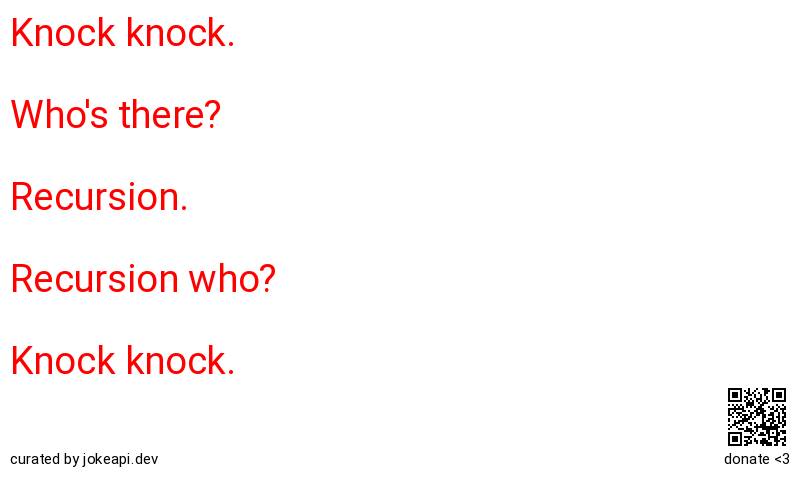 Knock knock.
Who's there?
Recursion.
Recursion who?
Knock knock.
curated by jokeapi.dev
donate <3